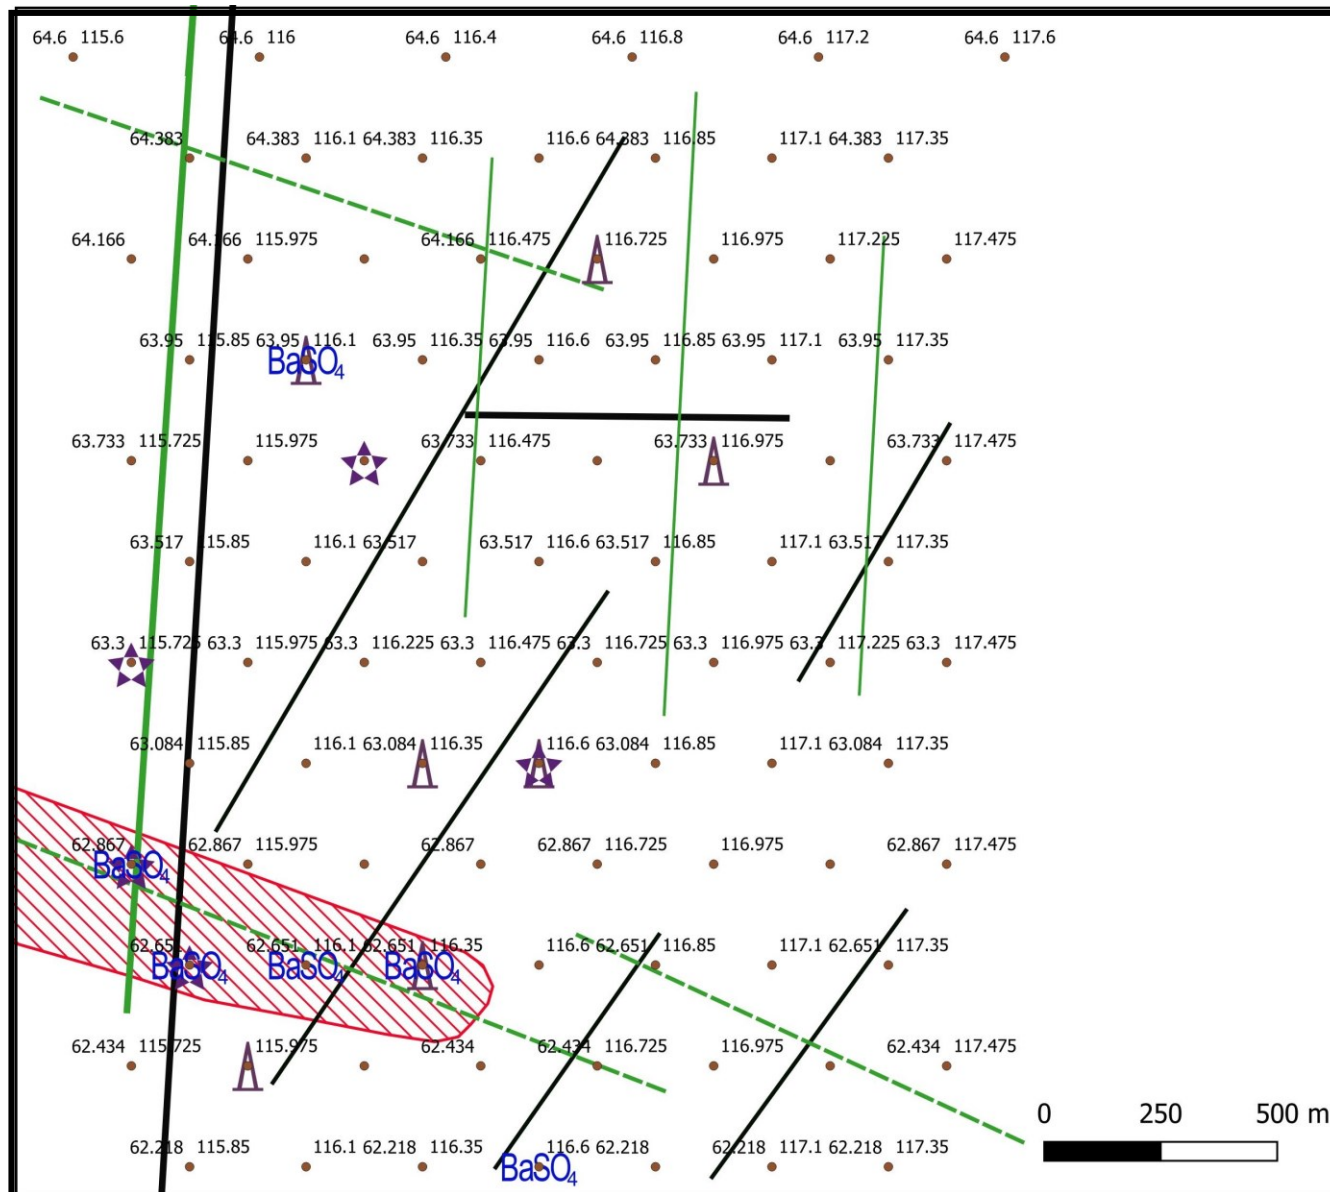 64.6 115.6 64.6 116 64.6 116.4 64.6 116.8 64.6 117.2 64.6 117.6
64.383 64.383 116.1 64.383 116.35 116.6 64.383 116.85 117.1 64.383 117.35
64.166 64.166 115.975 64.166 116.475 116.725 116.975 117.225 117.475
63.95 115.85 63.95 116.1 63.95 116.35 63.95 116.6 63.95 116.85 63.95 117.1 63.95 117.35
BaSO4
63.733 115.725 115.975 63.733 116.475 63.733 116.975 63.733 117.475
63.517 115.85 116.1 63.517 63.517 116.6 63.517 116.85 117.1 63.517 117.35
63.3 115.725 63.3 115.975 63.3 116.225 63.3 116.475 63.3 116.725 63.3 116.975 63.3 117.225 63.3 117.475
63.084 115.85 116.1 63.084 116.35 116.6 63.084 116.85 117.1 63.084 117.35
62.867 62.867 115.975 62.867 62.867 116.725 116.975 62.867 117.475
BaSO4
62.651 62.651 116.1 62.651 116.35 116.6 62.651 116.85 117.1 62.651 117.35
BaSO4 BaSO4 BaSO4
62.434 115.725 115.975 62.434 62.434 116.725 116.975 62.434 117.475
0 250 500 m
62.218 115.85 116.1 62.218 116.35 116.6 62.218 62.218 117.1 62.218 117.35
BaSO4